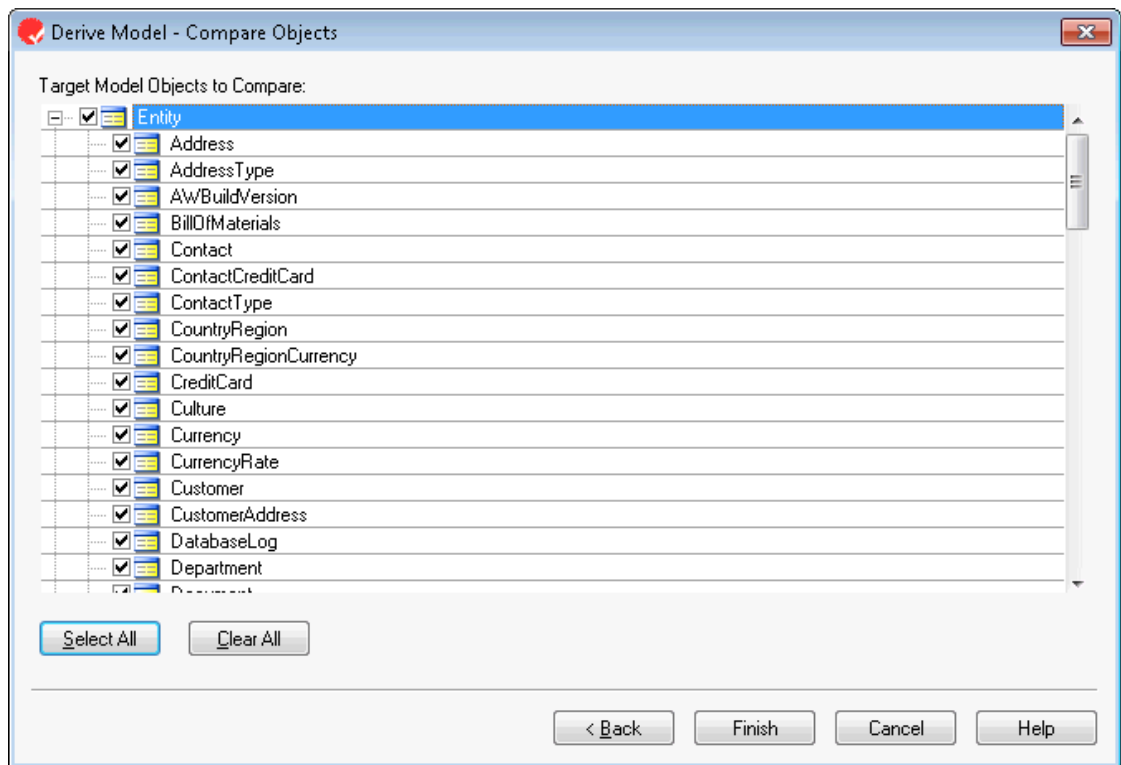 Derive Model - Compare Objects
Target Model Objects to Compare:
Entity
Address
AddressType
AWBuildVersion
BillOfMaterials
Contact
ContactCreditCard
ContactType
CountryRegion
CountryRegionCurrency
CreditCard
Culture
Currency
CurrencyRate
Customer
CustomerAddress
DatabaseLog
Department
Document
Select All Clear All
< Back Finish Cancel Help